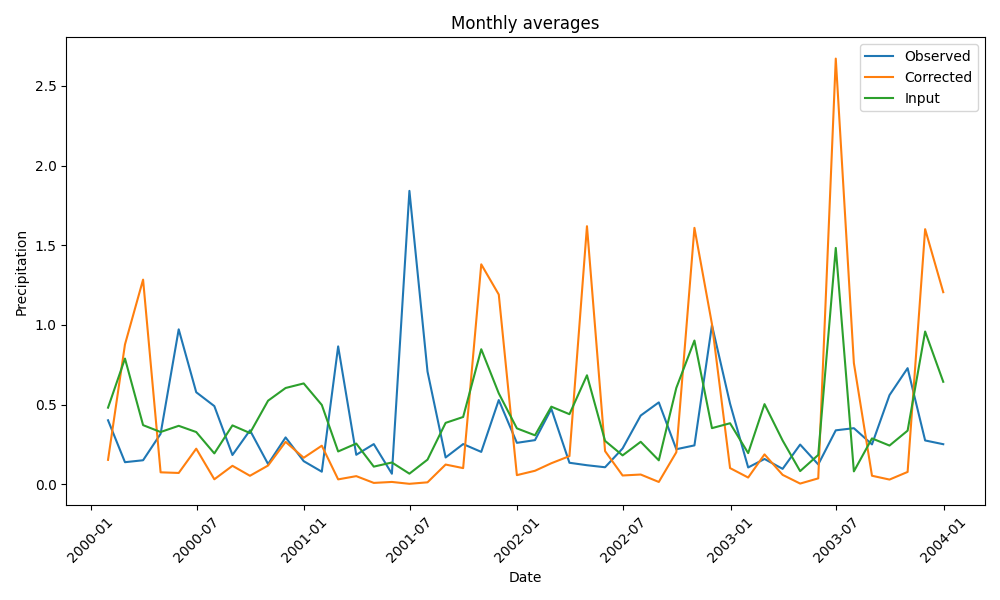 Monthly averages
Observed
Corrected
Input
Precipitation
2.5
2.0
1.5
1.0
0.5
0.0
2000-01
2000-07
2001-01
2001-07
2002-01
2002-07
2003-01
2003-07
2004-01
Date